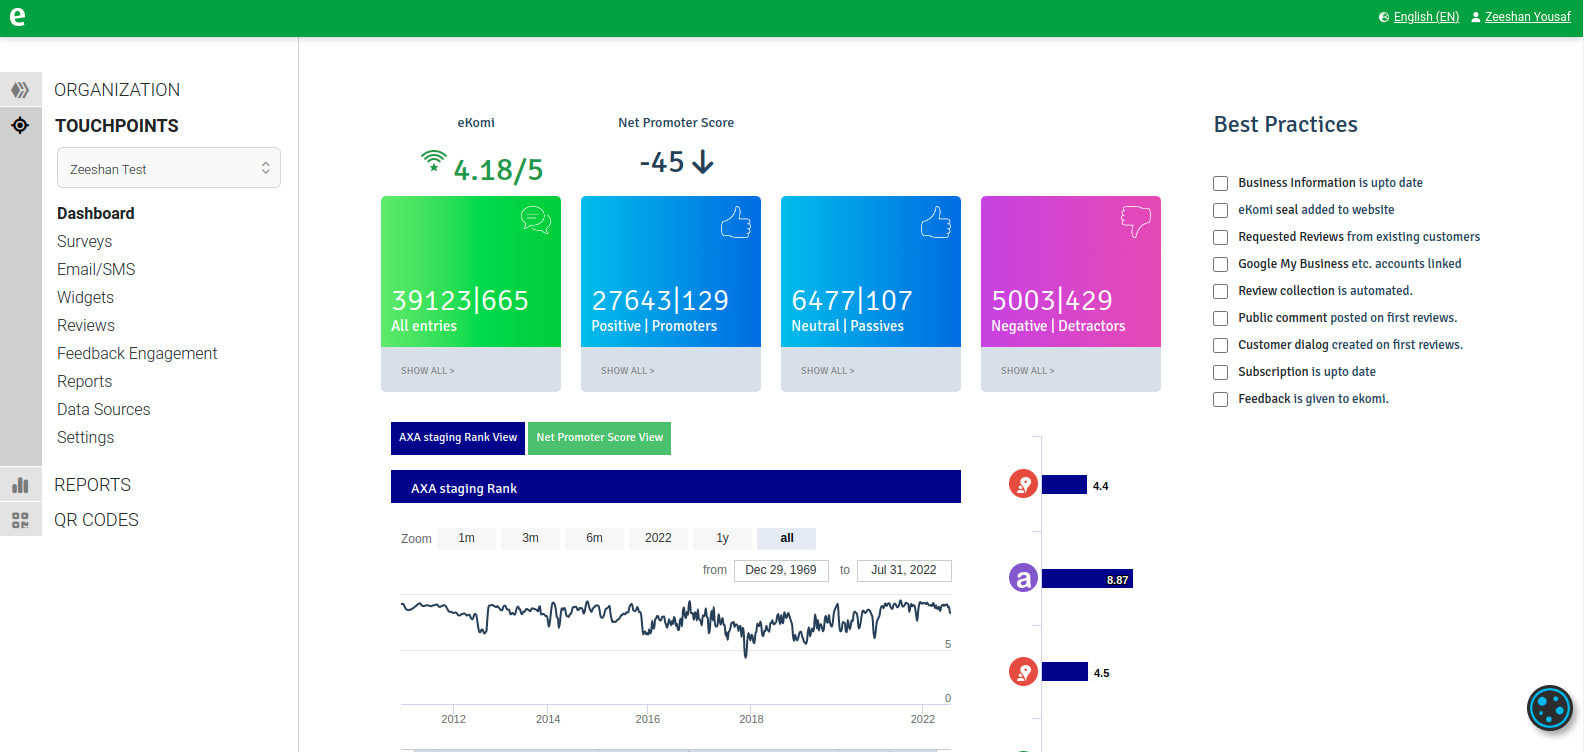 e
English (EN) Zeeshan Yousaf
ORGANIZATION
TOUCHPOINTS
Zeeshan Test
Dashboard
Surveys
Email/SMS
Widgets
Reviews
Feedback Engagement
Reports
Data Sources
Settings
REPORTS
QR CODES
eKomi
4.18/5
Net Promoter Score
-45
39123|665
All entries
SHOW ALL >
27643|129
Positive | Promoters
SHOW ALL >
6477|107
Neutral | Passives
SHOW ALL >
5003|429
Negative | Detractors
SHOW ALL >
AXA staging Rank View
Net Promoter Score View
AXA staging Rank
Zoom 1m 3m 6m 2022 1y all
from Dec 29, 1969 to Jul 31, 2022
5
0
2012 2014 2016 2018 2022
4.4
a 8.87
4.5
Best Practices
Business Information is upto date
eKomi seal added to website
Requested Reviews from existing customers
Google My Business etc. accounts linked
Review collection is automated.
Public comment posted on first reviews.
Customer dialog created on first reviews.
Subscription is upto date
Feedback is given to ekomi.